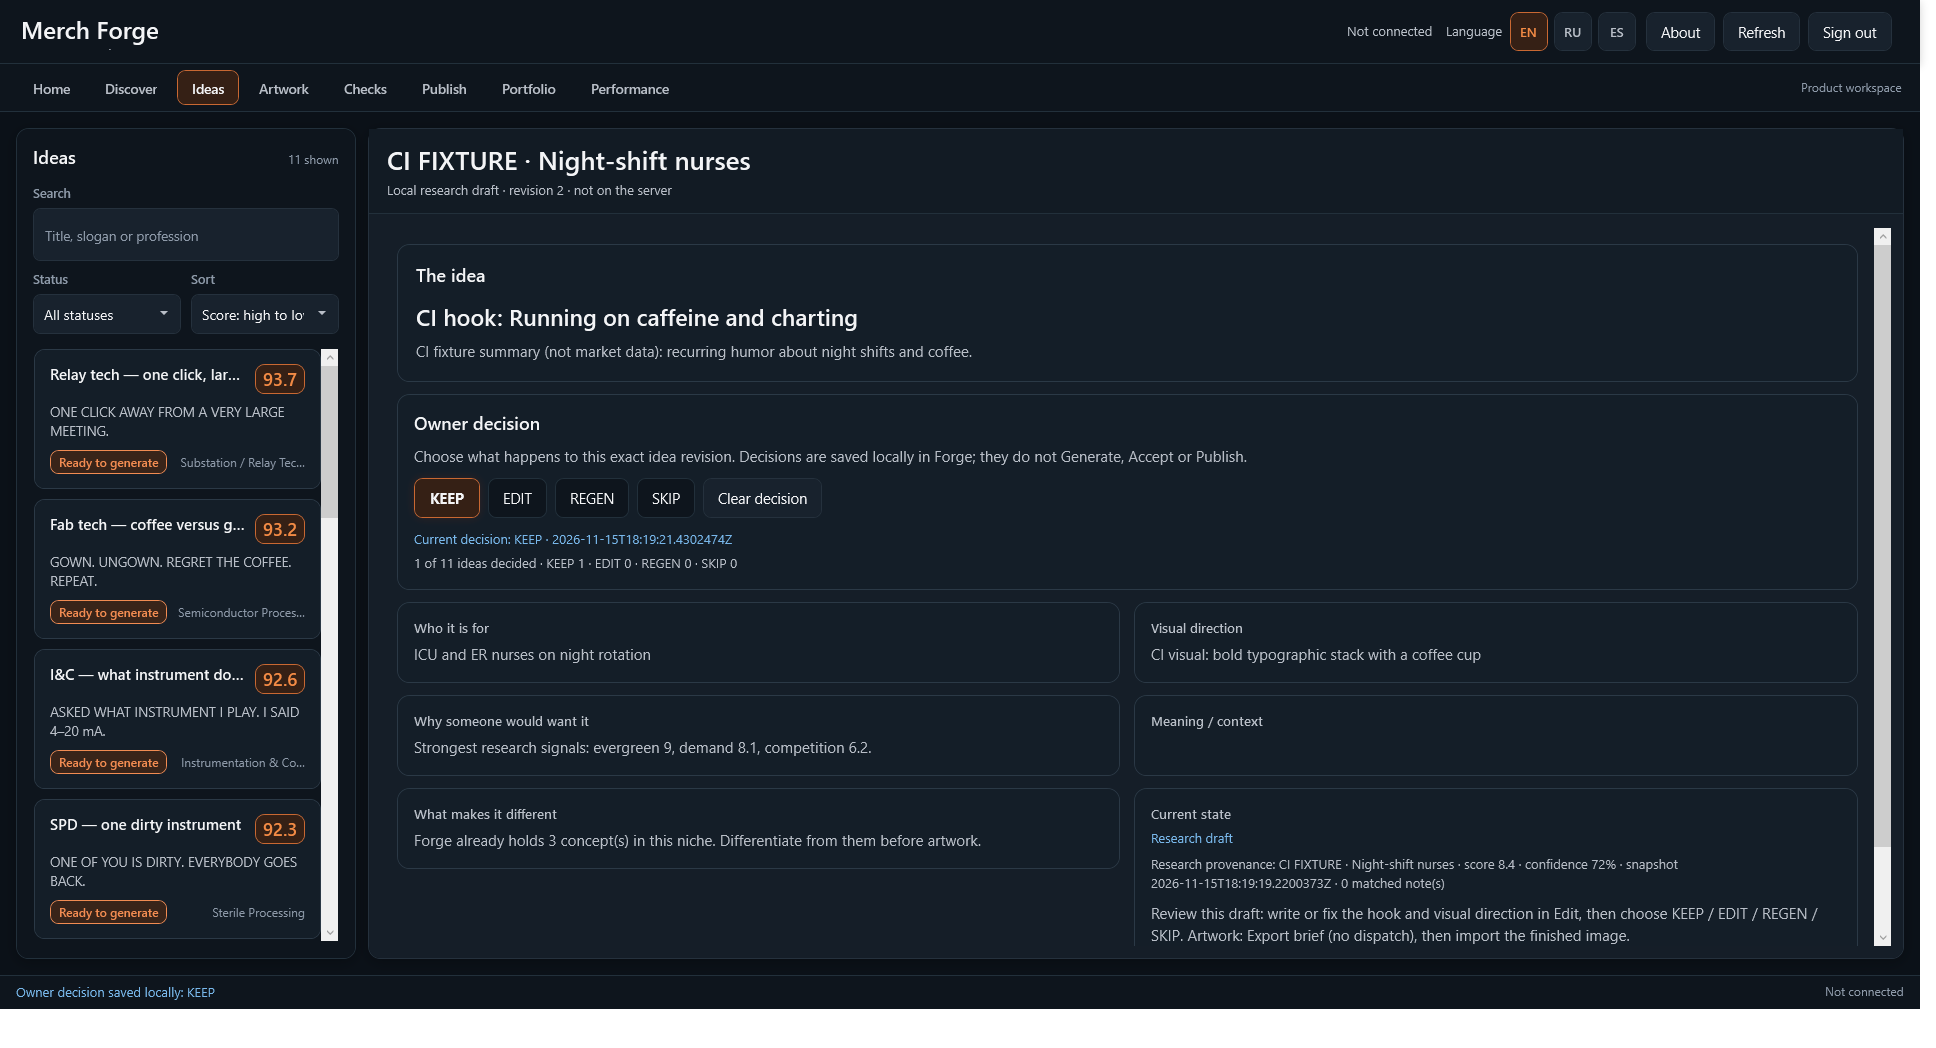 Merch Forge
Not connected
Language
EN
RU
ES
About
Refresh
Sign out
Home
Discover
Ideas
Artwork
Checks
Publish
Portfolio
Performance
Product workspace
Ideas
11 shown
Search
Title, slogan or profession
Status
Sort
All statuses
Score: high to lo
Relay tech — one click, lar...
93.7
ONE CLICK AWAY FROM A VERY LARGE
MEETING.
Ready to generate
Substation / Relay Tec...
Fab tech — coffee versus g...
93.2
GOWN. UNGOWN. REGRET THE COFFEE.
REPEAT.
Ready to generate
Semiconductor Proces...
I&C — what instrument do...
92.6
ASKED WHAT INSTRUMENT I PLAY. I SAID
4–20 mA.
Ready to generate
Instrumentation & Co...
SPD — one dirty instrument
92.3
ONE OF YOU IS DIRTY. EVERYBODY GOES
BACK.
Ready to generate
Sterile Processing
CI FIXTURE · Night-shift nurses
Local research draft · revision 2 · not on the server
The idea
CI hook: Running on caffeine and charting
CI fixture summary (not market data): recurring humor about night shifts and coffee.
Owner decision
Choose what happens to this exact idea revision. Decisions are saved locally in Forge; they do not Generate, Accept or Publish.
KEEP
EDIT
REGEN
SKIP
Clear decision
Current decision: KEEP · 2026-11-15T18:19:21.4302474Z
1 of 11 ideas decided · KEEP 1 · EDIT 0 · REGEN 0 · SKIP 0
Who it is for
ICU and ER nurses on night rotation
Visual direction
CI visual: bold typographic stack with a coffee cup
Why someone would want it
Strongest research signals: evergreen 9, demand 8.1, competition 6.2.
Meaning / context
What makes it different
Forge already holds 3 concept(s) in this niche. Differentiate from them before artwork.
Current state
Research draft
Research provenance: CI FIXTURE · Night-shift nurses · score 8.4 · confidence 72% · snapshot
2026-11-15T18:19:19.2200373Z · 0 matched note(s)
Review this draft: write or fix the hook and visual direction in Edit, then choose KEEP / EDIT / REGEN /
SKIP. Artwork: Export brief (no dispatch), then import the finished image.
Owner decision saved locally: KEEP
Not connected